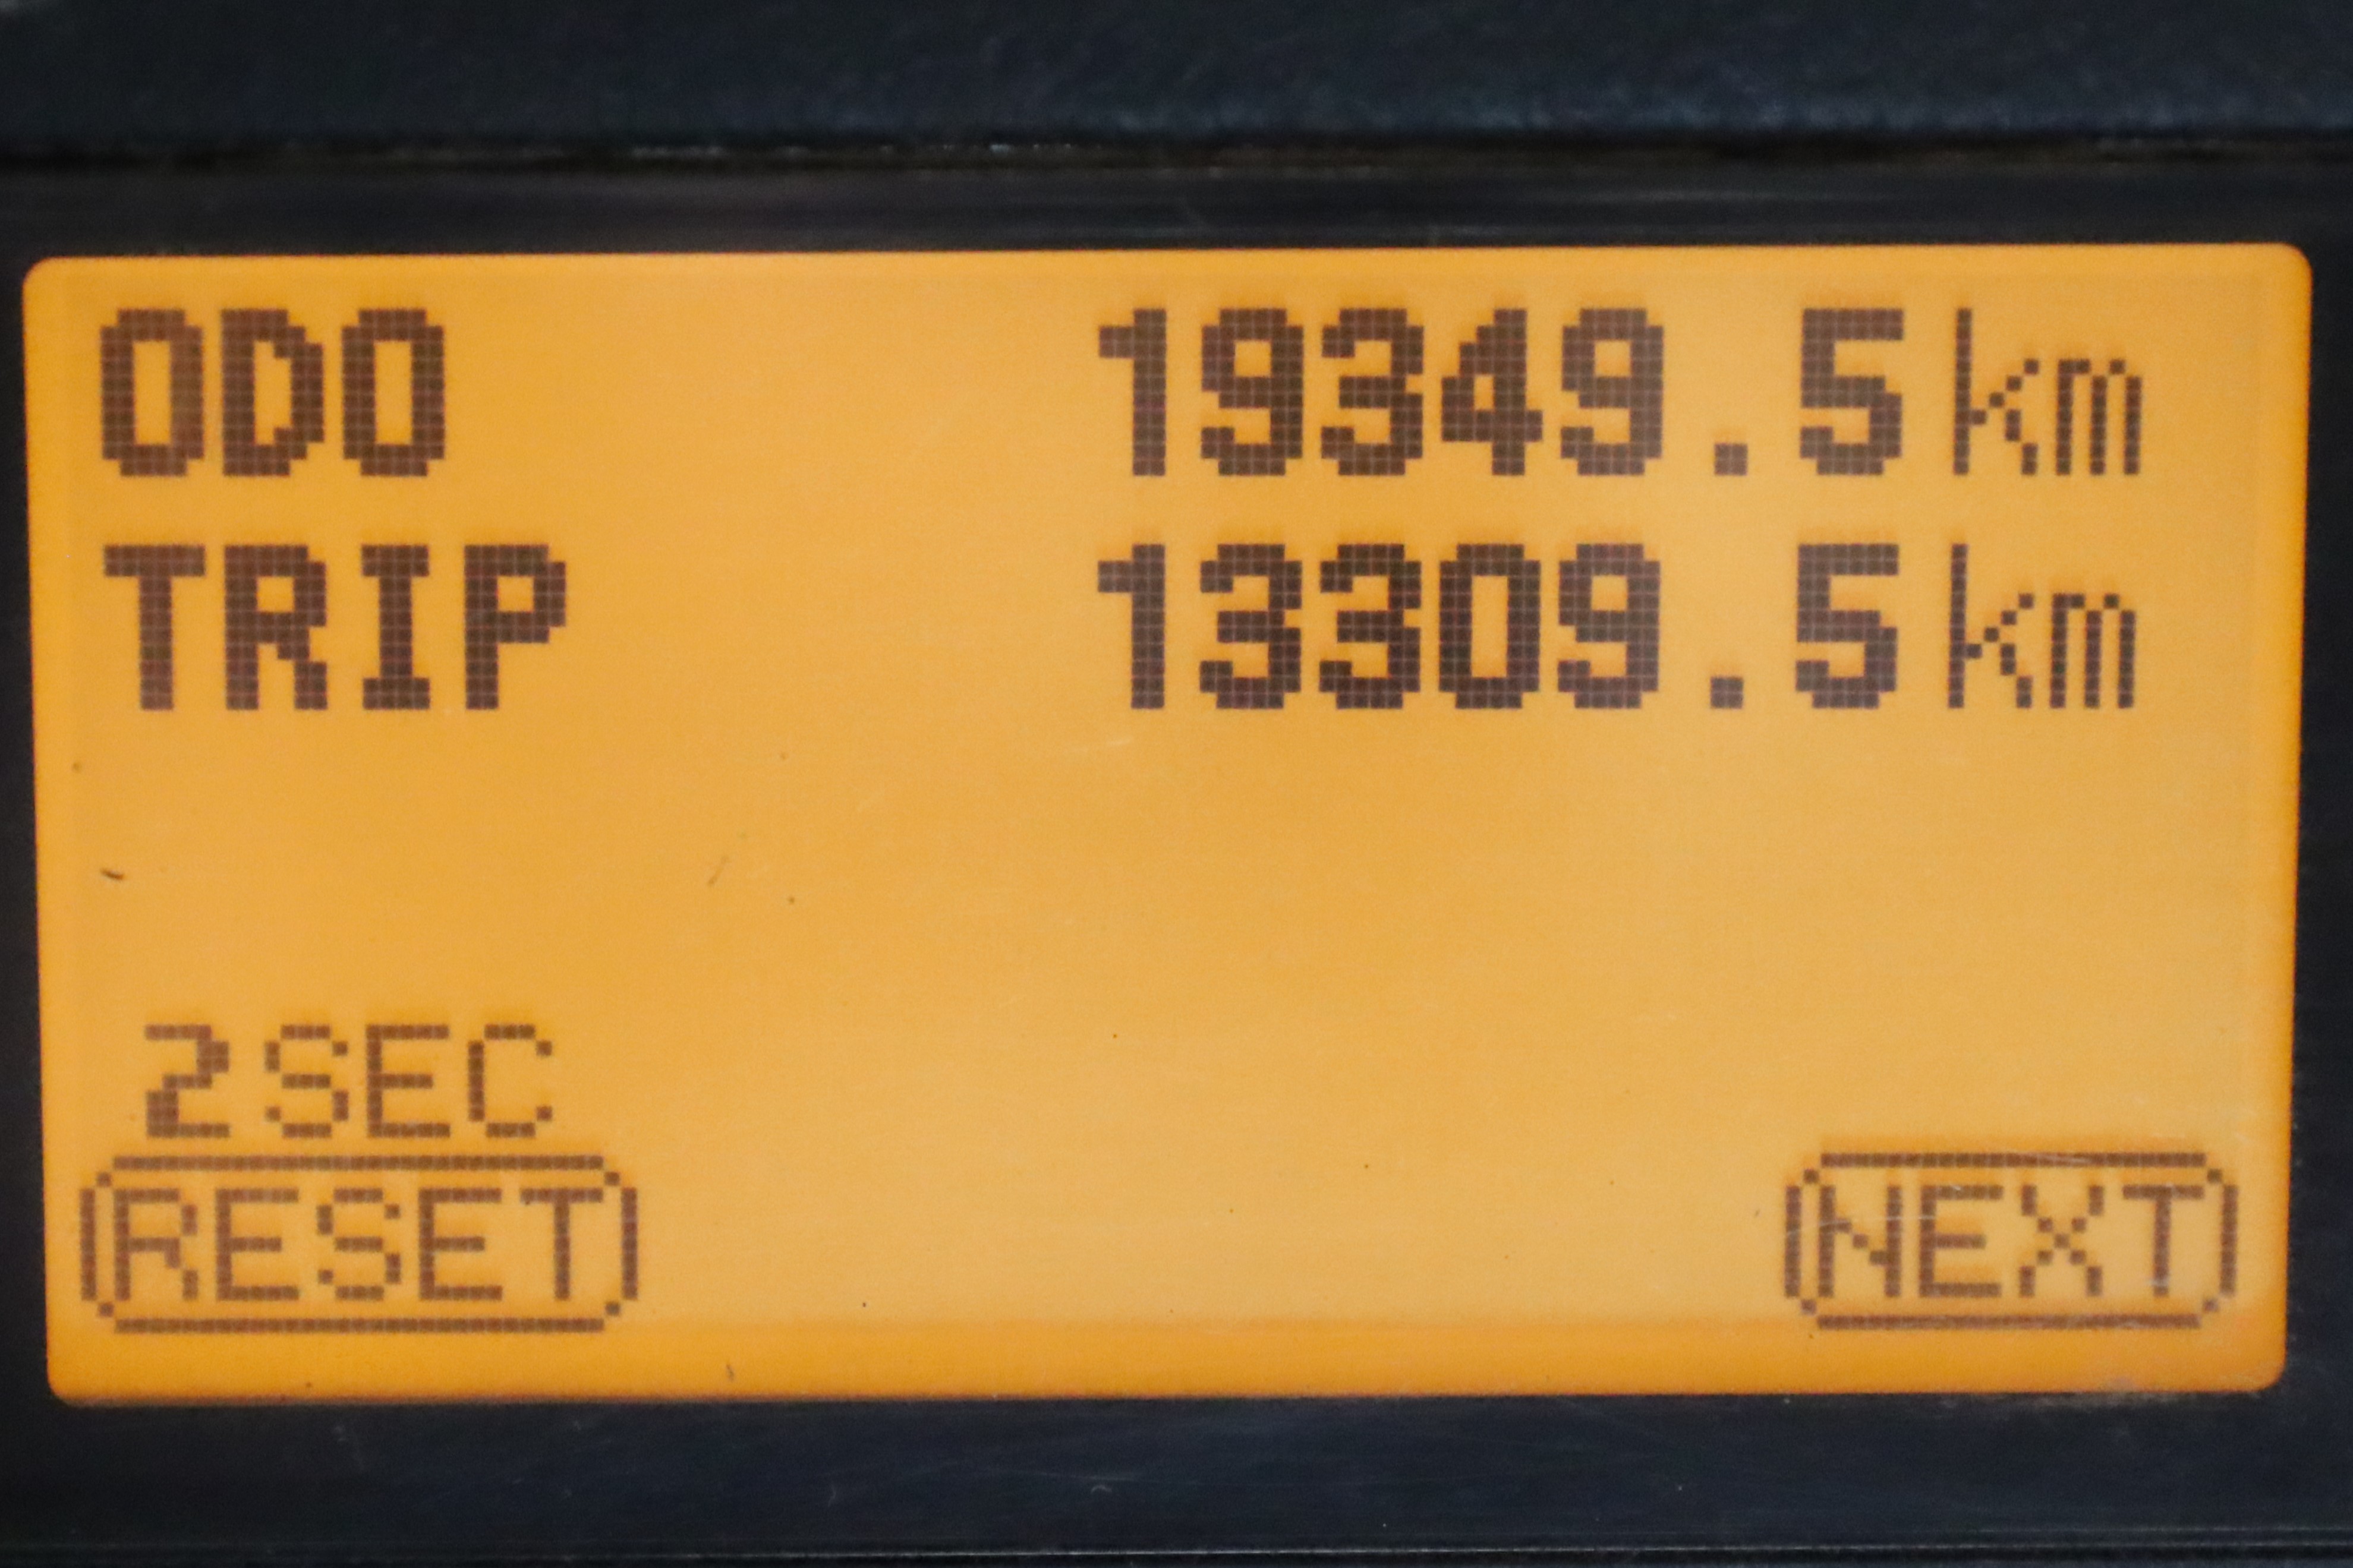 ODO 19349.5km
TRIP 13309.5km
2SEC
RESET NEXT